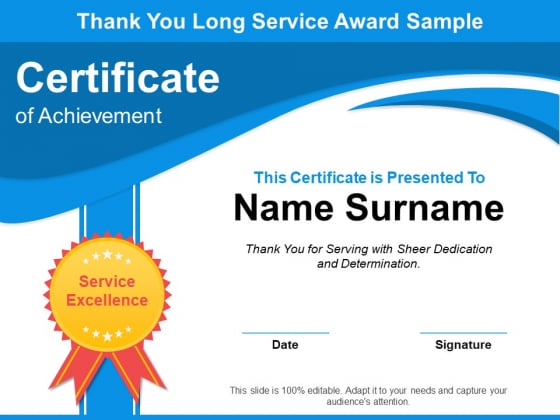 Thank You Long Service Award Sample
Certificate
of Achievement
This Certificate is Presented To
Name Surname
Thank You for Serving with Sheer Dedication
and Determination.
Service
Excellence
Date
Signature
This slide is 100% editable. Adapt it to your needs and capture your
audience's attention.